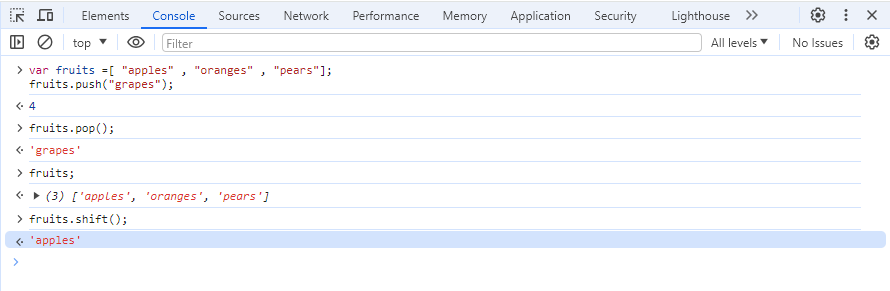 Elements Console Sources Network Performance Memory Application Security Lighthouse
top Filter All levels No Issues
var fruits =[ "apples" , "oranges" , "pears"];
fruits.push("grapes");
4
fruits.pop();
'grapes'
fruits;
(3) ['apples', 'oranges', 'pears']
fruits.shift();
'apples'